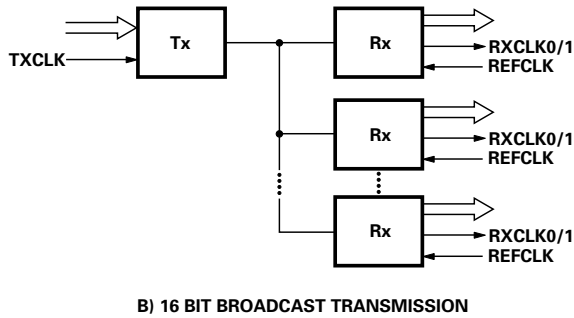 Tx
TXCLK
Rx
RXCLK0/1
REFCLK
Rx
RXCLK0/1
REFCLK
Rx
RXCLK0/1
REFCLK
B) 16 BIT BROADCAST TRANSMISSION